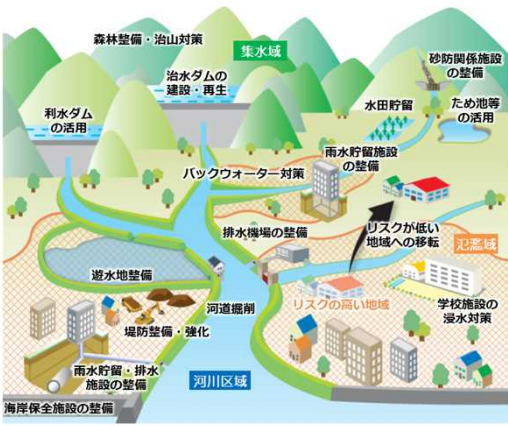 森林整備・治山対策
集水域
砂防関係施設
の整備
治水ダムの
建設・再生
利水ダム
の活用
水田貯留
ため池等
の活用
雨水貯留施設
の整備
バックウォーター対策
排水機場の整備
リスクが低い
地域への移転
氾濫域
遊水地整備
リスクの高い地域
学校施設の
浸水対策
河道掘削
堤防整備・強化
雨水貯留・排水
施設の整備
河川区域
海岸保全施設の整備